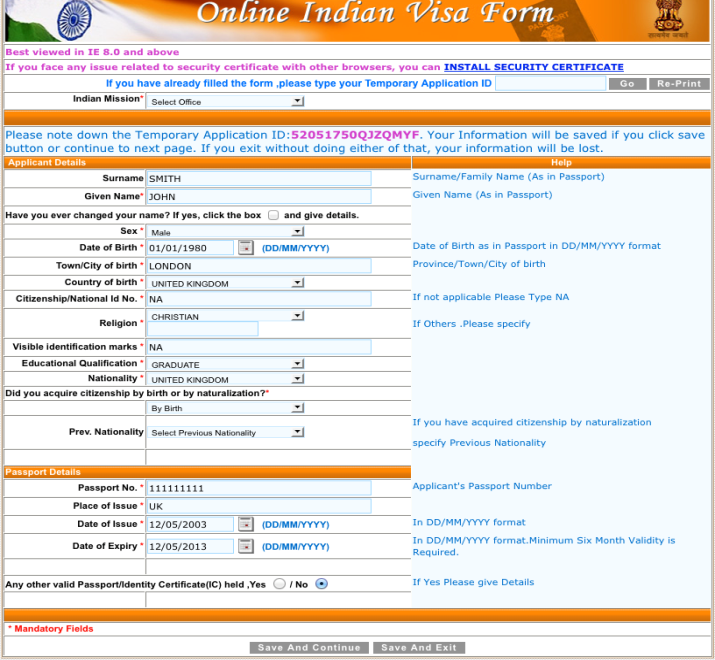 Online Indian Visa Form
Best viewed in IE 8.0 and above
If you face any issue related to security certificate with other browsers, you can INSTALL SECURITY CERTIFICATE
If you have already filled the form ,please type your Temporary Application ID Go Re-Print
Indian Mission* Select Office
Please note down the Temporary Application ID:52051750QJZQMYF. Your Information will be saved if you click save
button or continue to next page. If you exit without doing either of that, your information will be lost.
Applicant Details Help
Surname SMITH Surname/Family Name (As in Passport)
Given Name* JOHN Given Name (As in Passport)
Have you ever changed your name? If yes, click the box and give details.
Sex * Male
Date of Birth * 01/01/1980 (DD/MM/YYYY) Date of Birth as in Passport in DD/MM/YYYY format
Town/City of birth * LONDON Province/Town/City of birth
Country of birth * UNITED KINGDOM
Citizenship/National Id No. * NA If not applicable Please Type NA
Religion * CHRISTIAN If Others .Please specify
Visible identification marks * NA
Educational Qualification * GRADUATE
Nationality * UNITED KINGDOM
Did you acquire citizenship by birth or by naturalization?*
By Birth
Prev. Nationality Select Previous Nationality If you have acquired citizenship by naturalization
specify Previous Nationality
Passport Details
Passport No. * 111111111 Applicant's Passport Number
Place of Issue * UK
Date of Issue * 12/05/2003 (DD/MM/YYYY) In DD/MM/YYYY format
Date of Expiry * 12/05/2013 (DD/MM/YYYY) In DD/MM/YYYY format.Minimum Six Month Validity is
Required.
Any other valid Passport/Identity Certificate(IC) held ,Yes / No If Yes Please give Details
* Mandatory Fields
Save And Continue Save And Exit